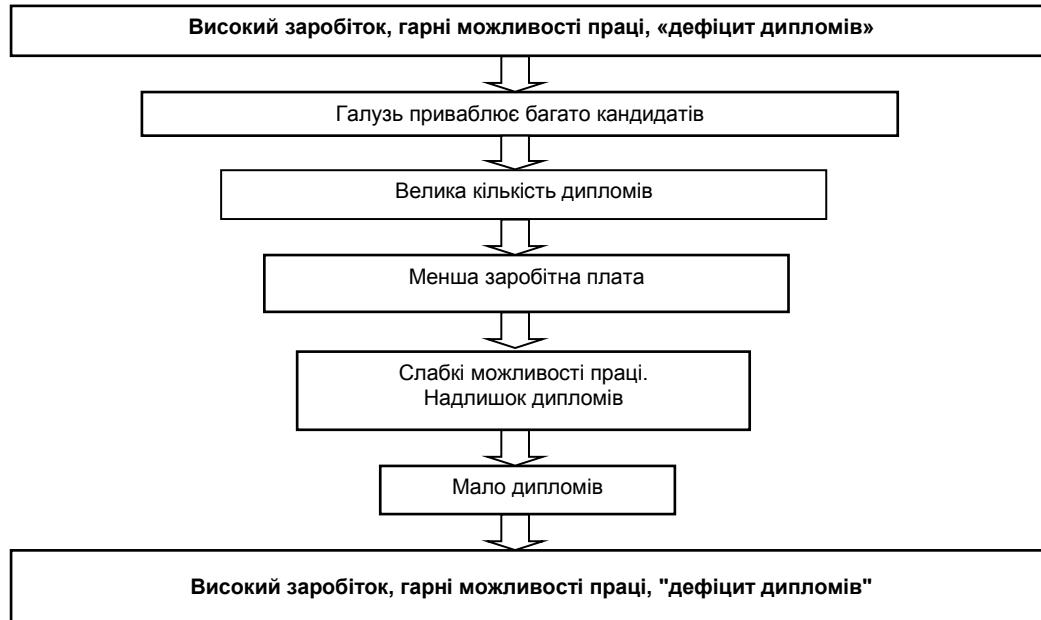 Високий заробіток, гарні можливості праці, «дефіцит дипломів»
Галузь приваблює багато кандидатів
Велика кількість дипломів
Менша заробітна плата
Слабкі можливості праці.
Надлишок дипломів
Мало дипломів
Високий заробіток, гарні можливості праці, "дефіцит дипломів"